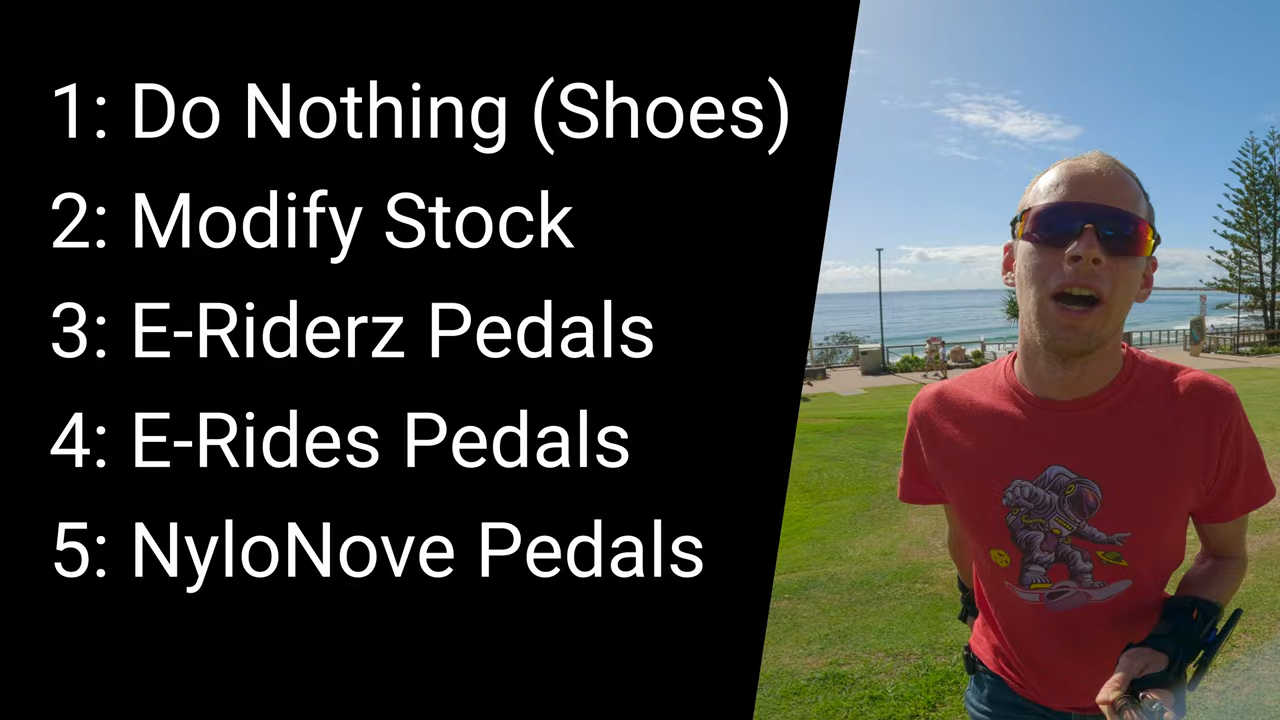 1: Do Nothing (Shoes)
2: Modify Stock
3: E-Riderz Pedals
4: E-Rides Pedals
5: NyloNove Pedals